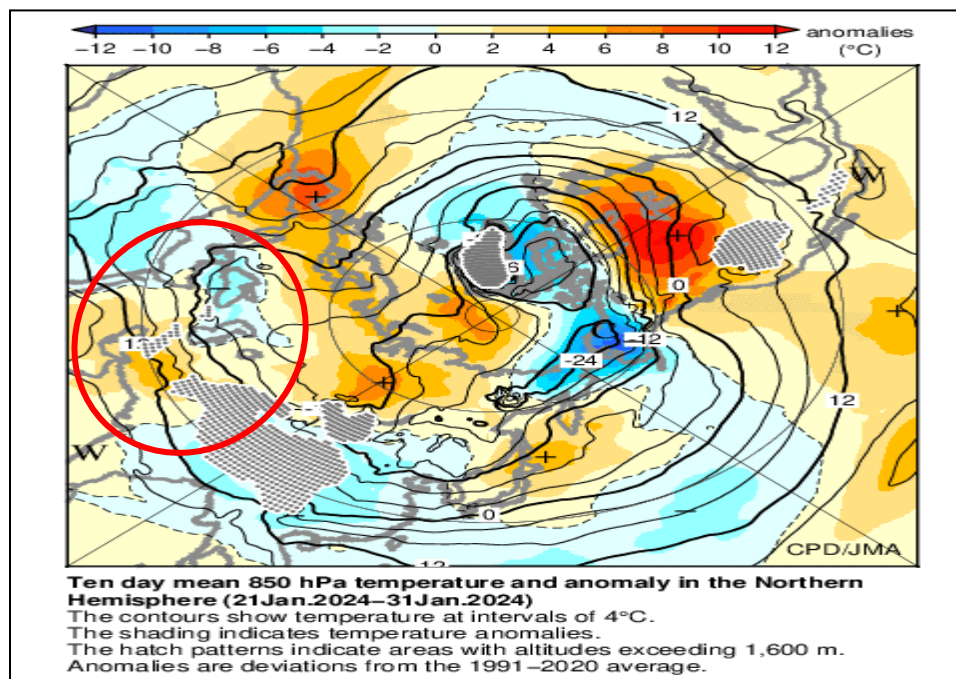 anomalies
−12 −10 −8 −6 −4 −2 0 2 4 6 8 10 12 (°C)
12
W
+
+
6
0
+
−12
-24
+
12
W
+
0
CPD/JMA
12
Ten day mean 850 hPa temperature and anomaly in the Northern
Hemisphere (21Jan.2024−31Jan.2024)
The contours show temperature at intervals of 4°C.
The shading indicates temperature anomalies.
The hatch patterns indicate areas with altitudes exceeding 1,600 m.
Anomalies are deviations from the 1991−2020 average.